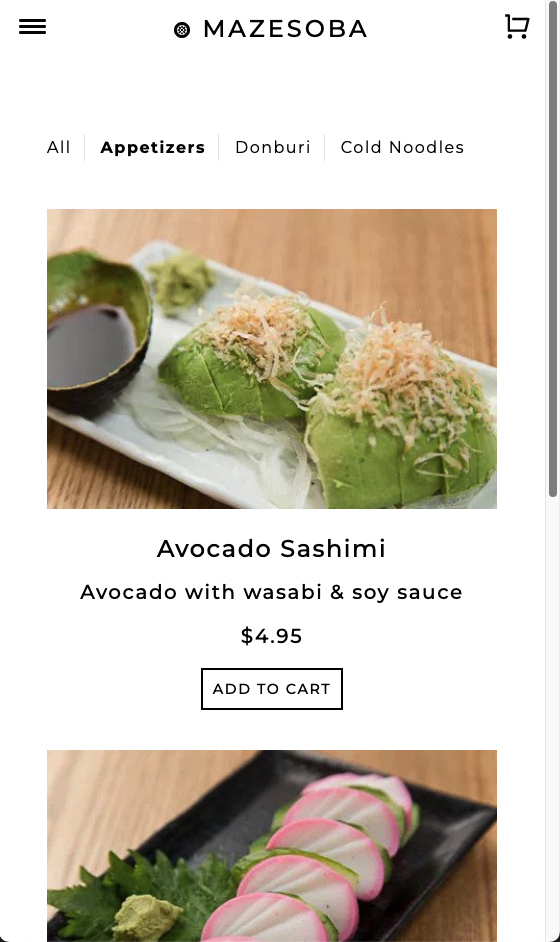 MAZESOBA
All Appetizers Donburi Cold Noodles
Avocado Sashimi
Avocado with wasabi & soy sauce
$4.95
ADD TO CART